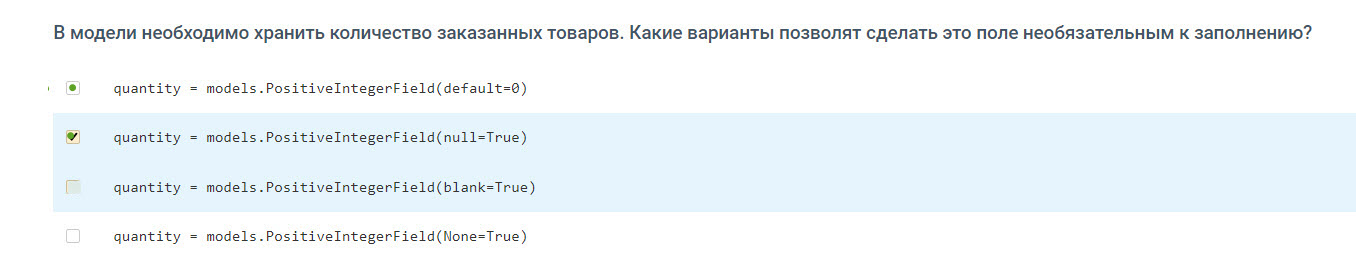 В модели необходимо хранить количество заказанных товаров. Какие варианты позволят сделать это поле необязательным к заполнению?
quantity = models.PositiveIntegerField(default=0)
quantity = models.PositiveIntegerField(null=True)
quantity = models.PositiveIntegerField(blank=True)
quantity = models.PositiveIntegerField(None=True)